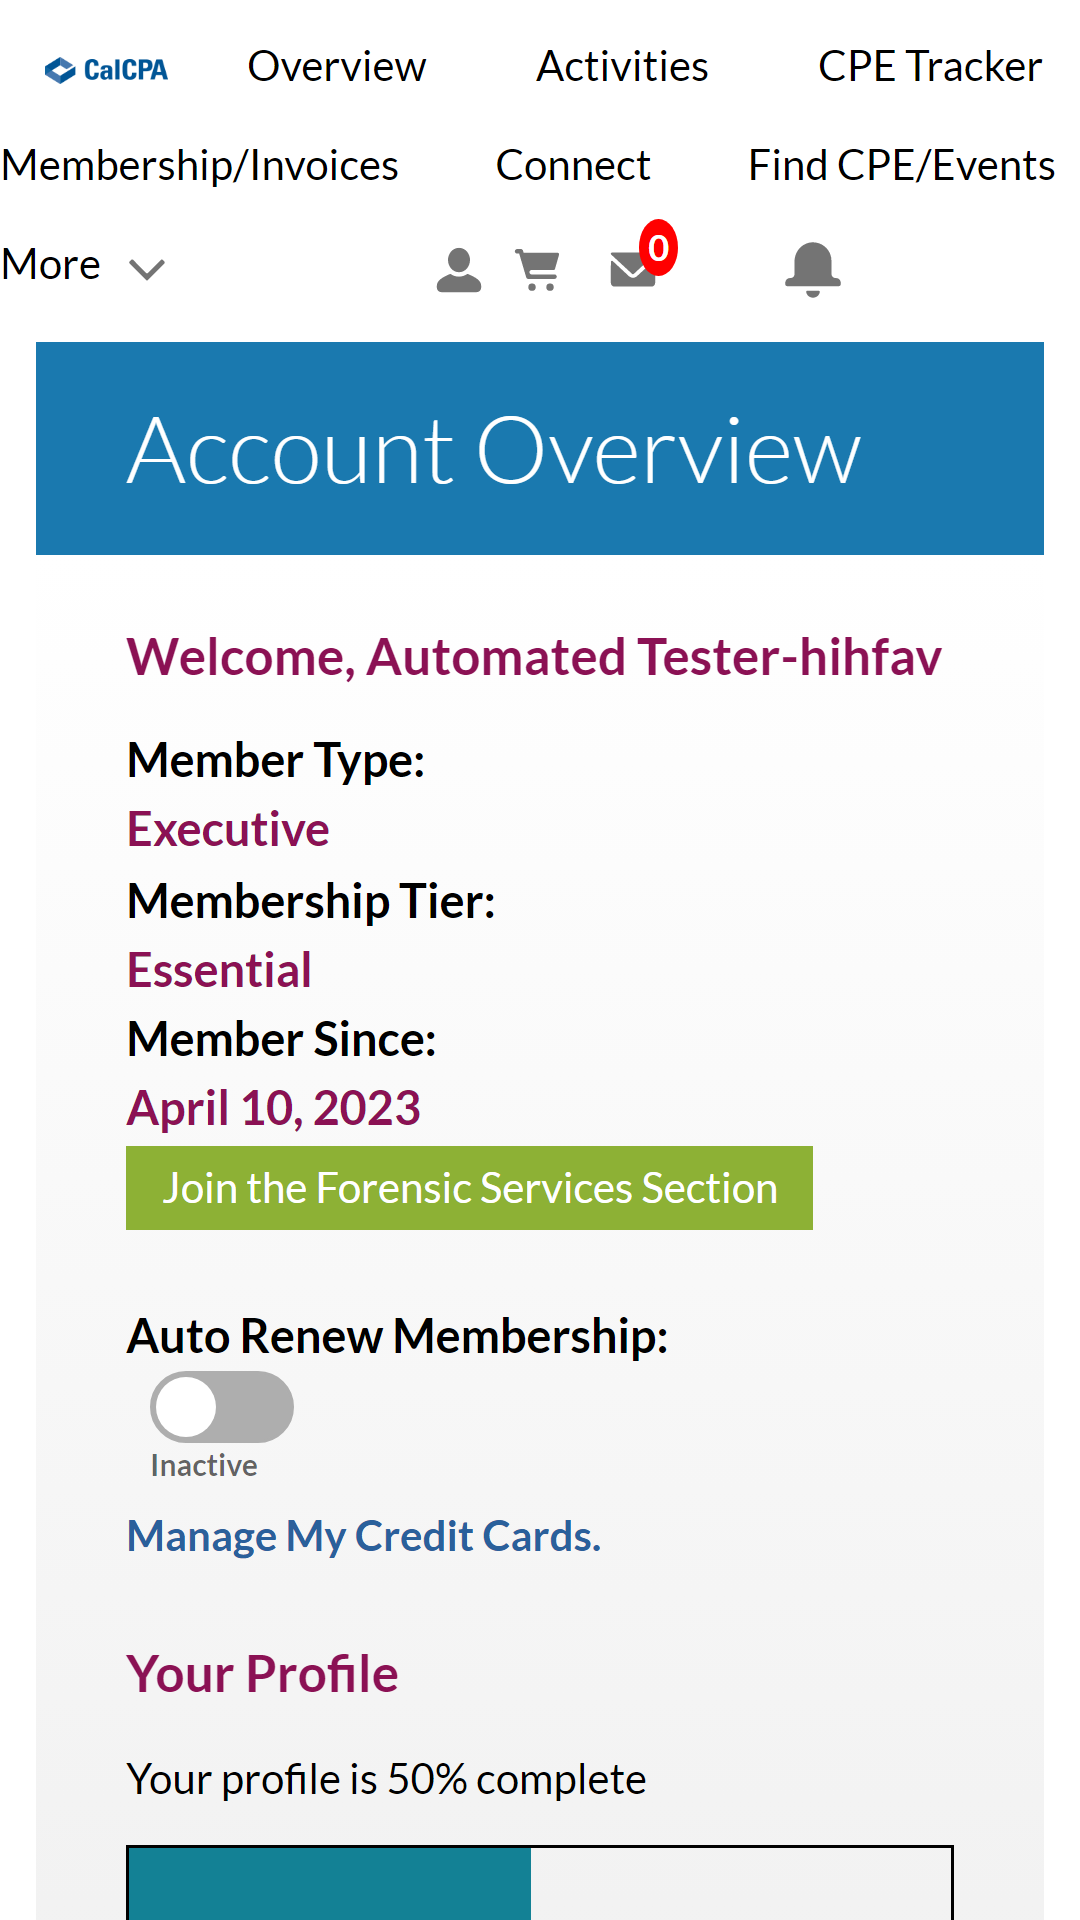 CalCPA Overview Activities CPE Tracker
Membership/Invoices Connect Find CPE/Events
More 0
Account Overview
Welcome, Automated Tester-hihfav
Member Type:
Executive
Membership Tier:
Essential
Member Since:
April 10, 2023
Join the Forensic Services Section
Auto Renew Membership:
Inactive
Manage My Credit Cards.
Your Profile
Your profile is 50% complete